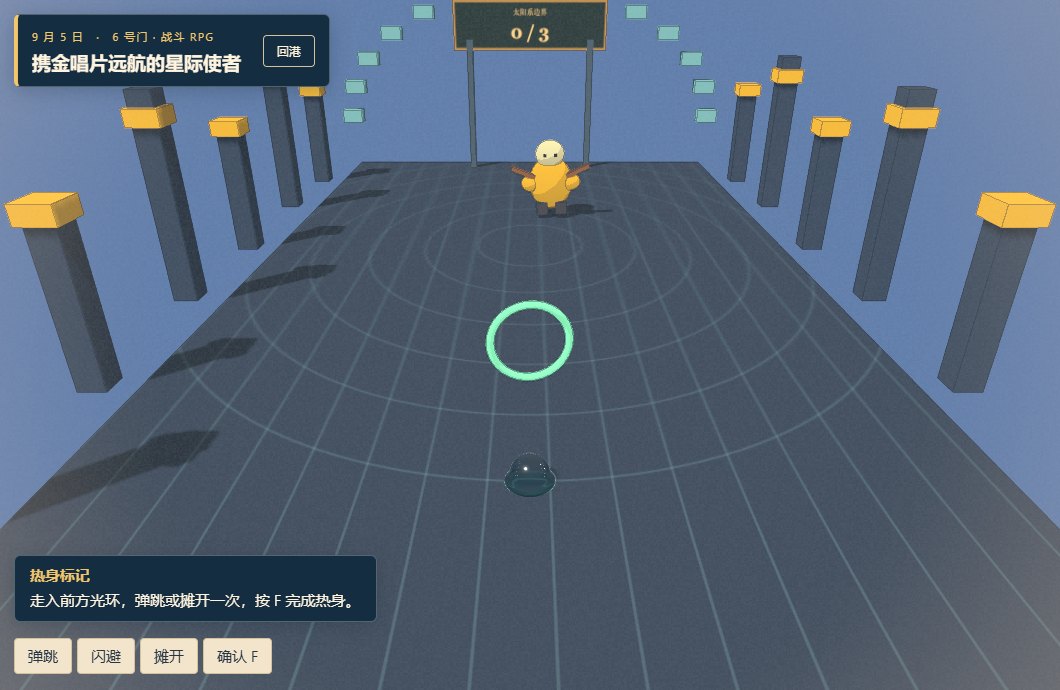 太阳系边界
0/3
9 月 5 日 · 6 号门 · 战斗 RPG
携金唱片远航的星际使者
回港
热身标记
走入前方光环，弹跳或摊开一次，按 F 完成热身。
弹跳
闪避
摊开
确认 F